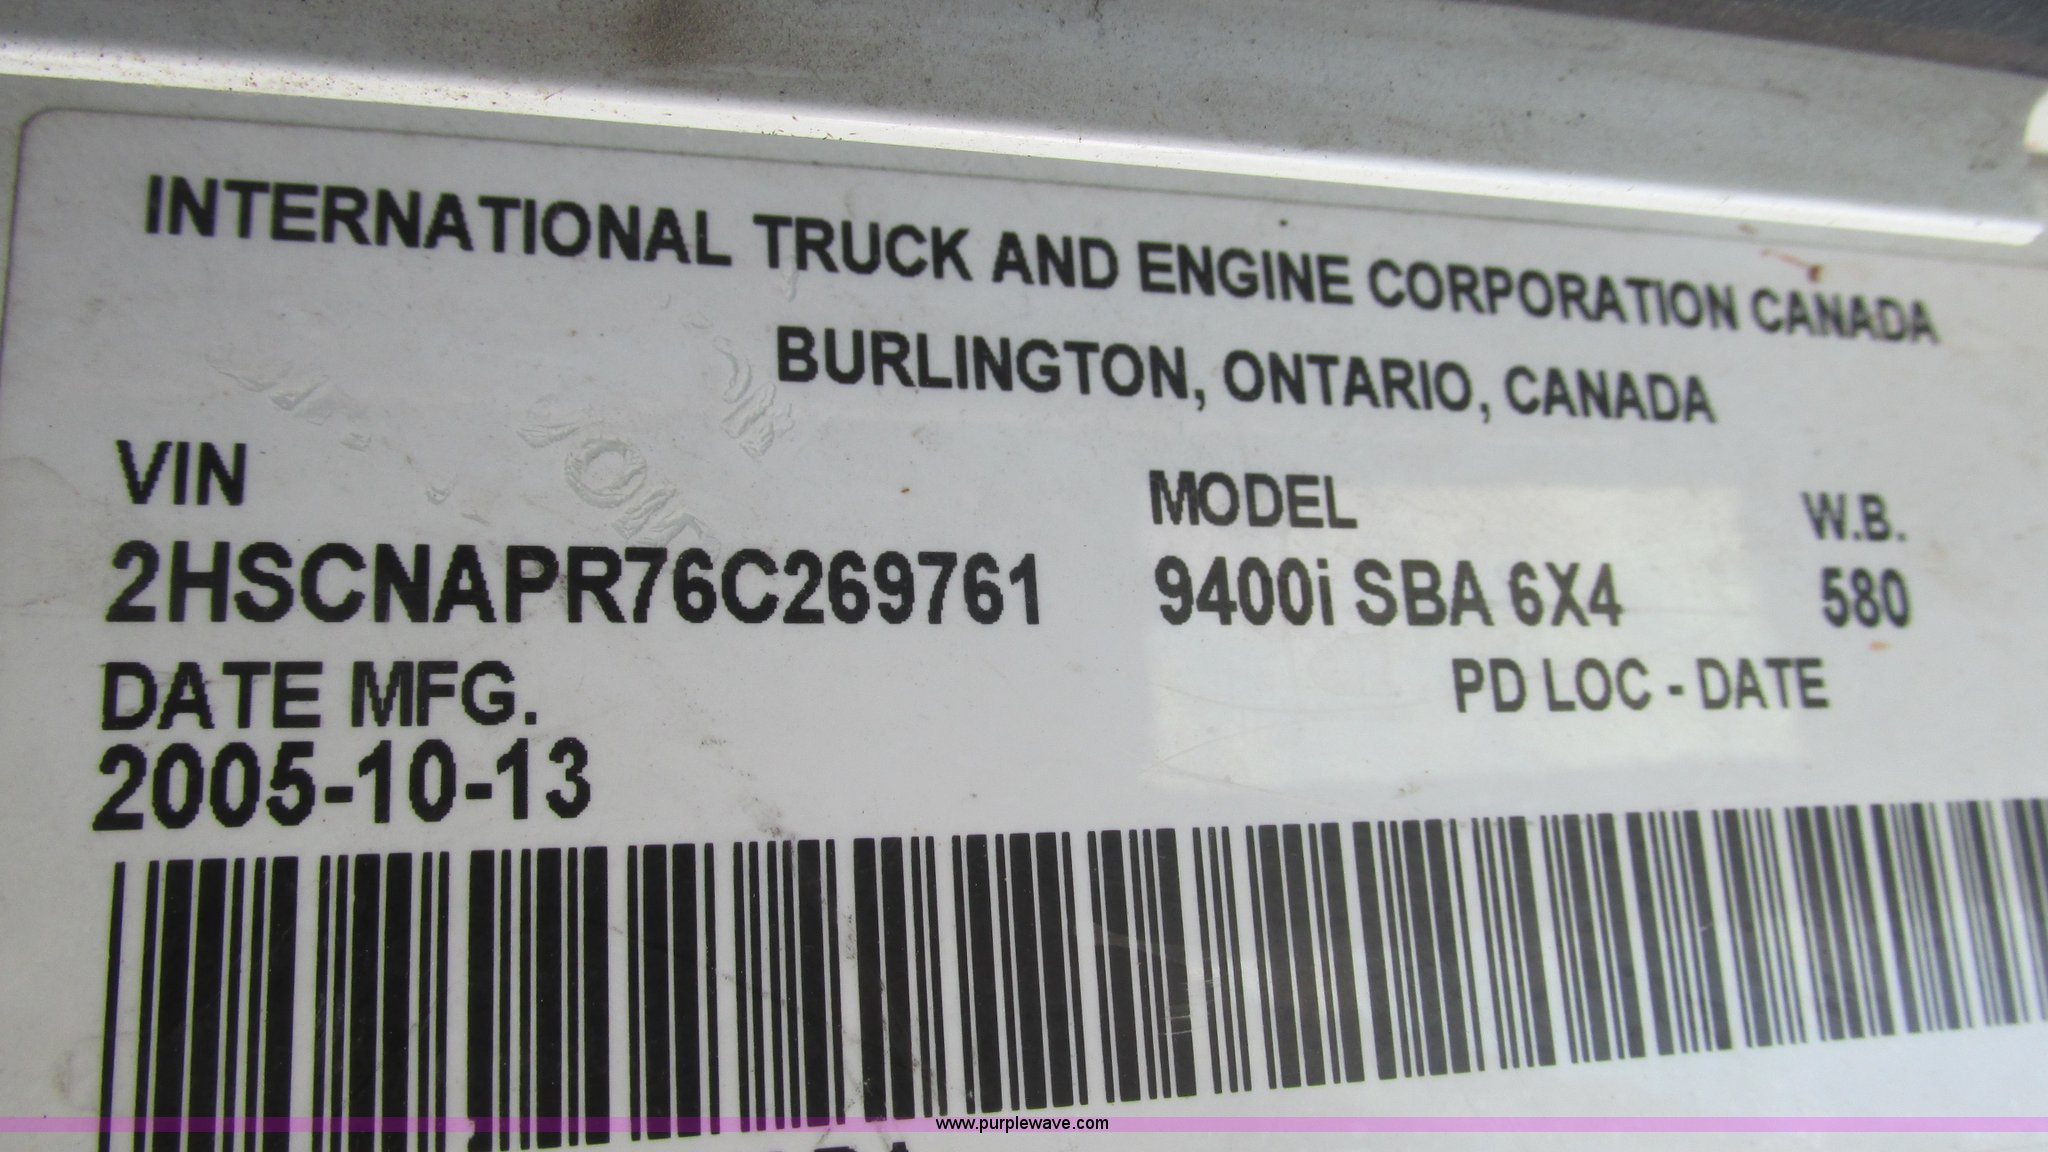 INTERNATIONAL TRUCK AND ENGINE CORPORATION CANADA
BURLINGTON, ONTARIO, CANADA
VIN MODEL W.B.
2HSCNAPR76C269761 9400i SBA 6X4 580
DATE MFG. PD LOC - DATE
2005-10-13
www.purplewave.com